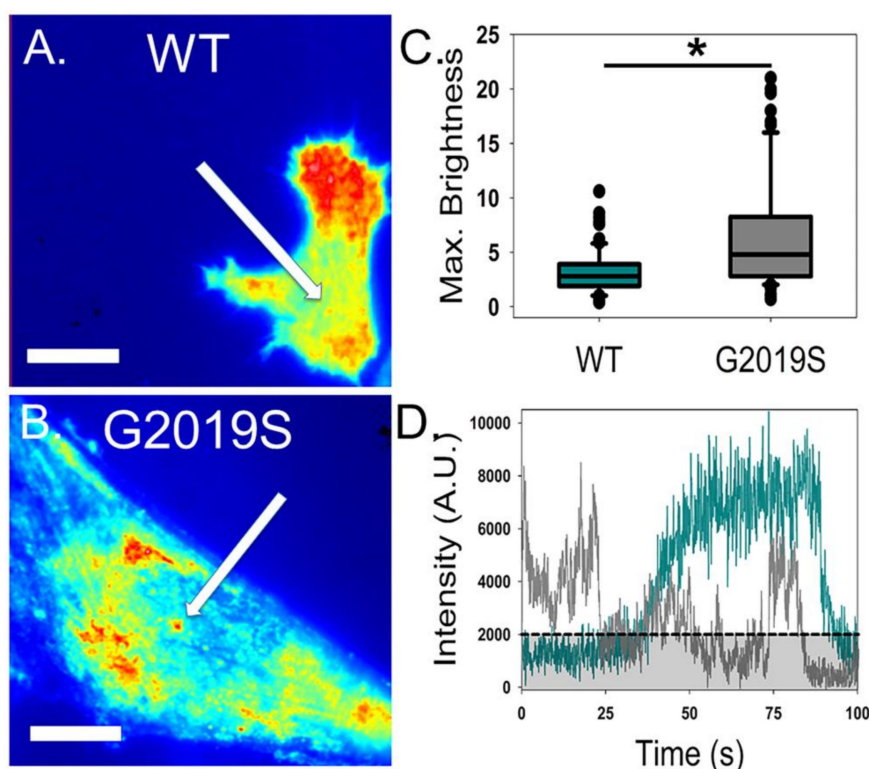 A.
WT
B.
G2019S
C.
*
Max. Brightness
25
20
15
10
5
0
WT
G2019S
D.
Intensity (A.U.)
10000
8000
6000
4000
2000
0
0
25
50
75
100
Time (s)